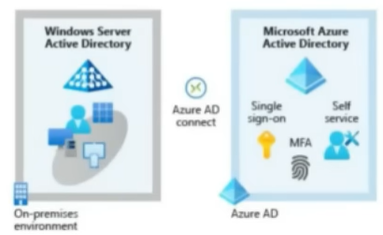 Windows Server
Active Directory
Microsoft Azure
Active Directory
Azure AD
connect
Single
sign-on
Self
service
MFA
On-premises
environment
Azure AD